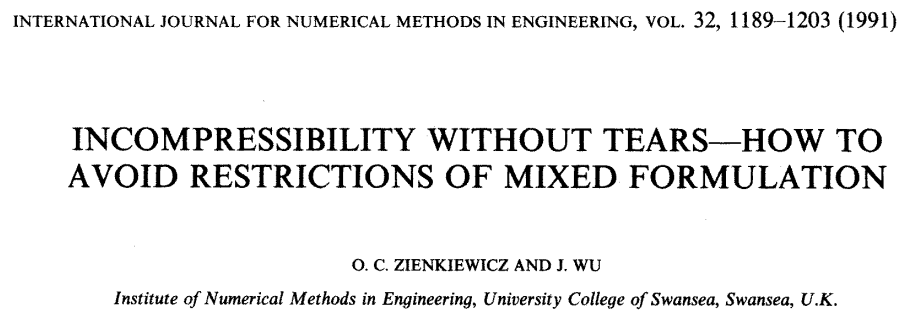 INTERNATIONAL JOURNAL FOR NUMERICAL METHODS IN ENGINEERING, VOL. 32, 1189–1203 (1991)
INCOMPRESSIBILITY WITHOUT TEARS—HOW TO
AVOID RESTRICTIONS OF MIXED FORMULATION
O. C. ZIENKIEWICZ AND J. WU
Institute of Numerical Methods in Engineering, University College of Swansea, Swansea, U.K.